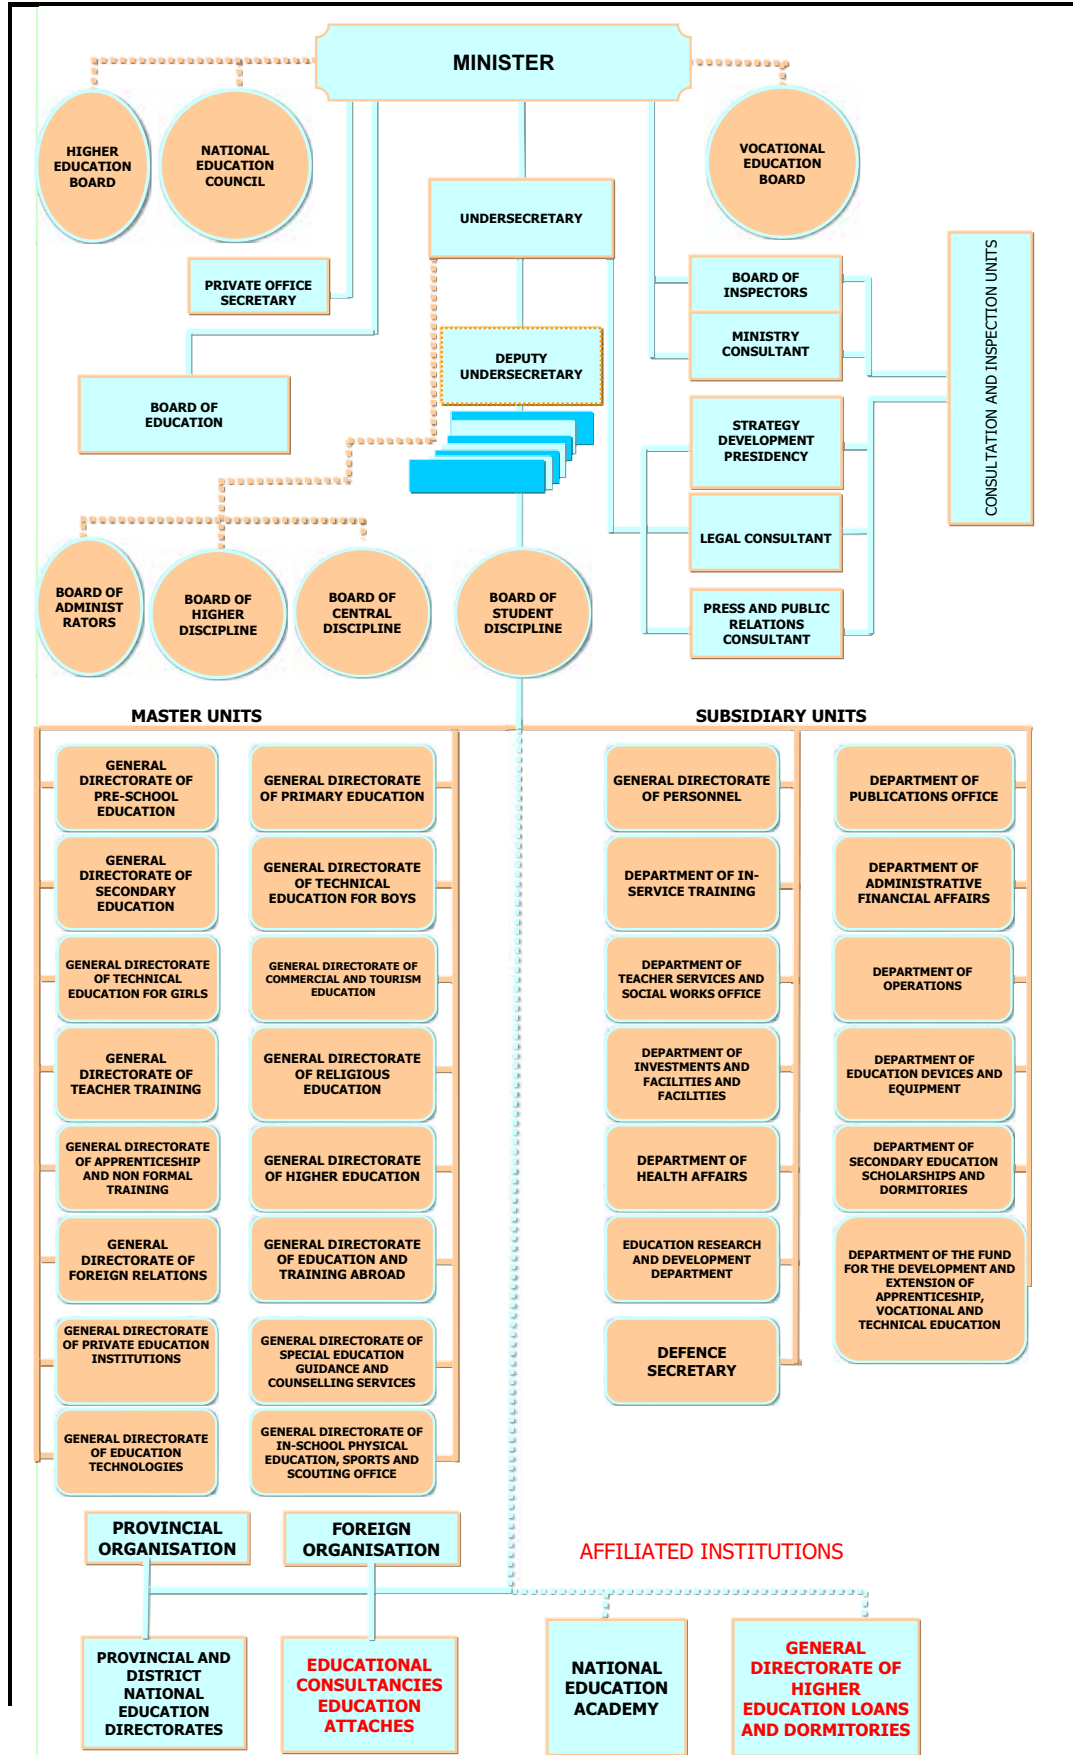 MINISTER
HIGHER
EDUCATION
BOARD
NATIONAL
EDUCATION
COUNCIL
VOCATIONAL
EDUCATION
BOARD
UNDERSECRETARY
PRIVATE OFFICE
SECRETARY
BOARD OF
INSPECTORS
MINISTRY
CONSULTANT
CONSULTATION AND INSPECTION UNITS
DEPUTY
UNDERSECRETARY
BOARD OF
EDUCATION
STRATEGY
DEVELOPMENT
PRESIDENCY
LEGAL CONSULTANT
PRESS AND PUBLIC
RELATIONS
CONSULTANT
BOARD OF
ADMINIST
RATORS
BOARD OF
HIGHER
DISCIPLINE
BOARD OF
CENTRAL
DISCIPLINE
BOARD OF
STUDENT
DISCIPLINE
MASTER UNITS
SUBSIDIARY UNITS
GENERAL
DIRECTORATE OF
PRE-SCHOOL
EDUCATION
GENERAL DIRECTORATE
OF PRIMARY EDUCATION
GENERAL DIRECTORATE
OF PERSONNEL
DEPARTMENT OF
PUBLICATIONS OFFICE
GENERAL
DIRECTORATE OF
SECONDARY
EDUCATION
GENERAL DIRECTORATE
OF TECHNICAL
EDUCATION FOR BOYS
DEPARTMENT OF IN-
SERVICE TRAINING
DEPARTMENT OF
ADMINISTRATIVE
FINANCIAL AFFAIRS
GENERAL DIRECTORATE
OF TECHNICAL
EDUCATION FOR GIRLS
GENERAL DIRECTORATE OF
COMMERCIAL AND TOURISM
EDUCATION
DEPARTMENT OF
TEACHER SERVICES AND
SOCIAL WORKS OFFICE
DEPARTMENT OF
OPERATIONS
GENERAL
DIRECTORATE OF
TEACHER TRAINING
GENERAL DIRECTORATE
OF RELIGIOUS
EDUCATION
DEPARTMENT OF
INVESTMENTS AND
FACILITIES AND
FACILITIES
DEPARTMENT OF
EDUCATION DEVICES AND
EQUIPMENT
GENERAL DIRECTORATE
OF APPRENTICESHIP
AND NON FORMAL
TRAINING
GENERAL DIRECTORATE
OF HIGHER EDUCATION
DEPARTMENT OF
HEALTH AFFAIRS
DEPARTMENT OF
SECONDARY EDUCATION
SCHOLARSHIPS AND
DORMITORIES
GENERAL
DIRECTORATE OF
FOREIGN RELATIONS
GENERAL DIRECTORATE
OF EDUCATION AND
TRAINING ABROAD
EDUCATION RESEARCH
AND DEVELOPMENT
DEPARTMENT
DEPARTMENT OF THE FUND
FOR THE DEVELOPMENT AND
EXTENSION OF
APPRENTICESHIP,
VOCATIONAL AND
TECHNICAL EDUCATION
GENERAL DIRECTORATE
OF PRIVATE EDUCATION
INSTITUTIONS
GENERAL DIRECTORATE OF
SPECIAL EDUCATION
GUIDANCE AND
COUNSELLING SERVICES
DEFENCE
SECRETARY
GENERAL DIRECTORATE
OF EDUCATION
TECHNOLOGIES
GENERAL DIRECTORATE OF
IN-SCHOOL PHYSICAL
EDUCATION, SPORTS AND
SCOUTING OFFICE
PROVINCIAL
ORGANISATION
FOREIGN
ORGANISATION
AFFILIATED INSTITUTIONS
PROVINCIAL AND
DISTRICT
NATIONAL
EDUCATION
DIRECTORATES
EDUCATIONAL
CONSULTANCIES
EDUCATION
ATTACHES
NATIONAL
EDUCATION
ACADEMY
GENERAL
DIRECTORATE OF
HIGHER
EDUCATION LOANS
AND DORMITORIES